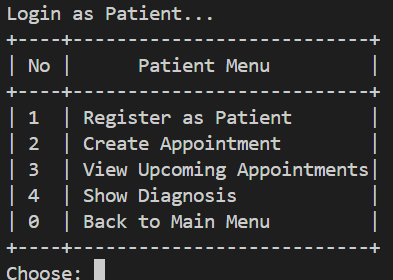 Login as Patient...
+----+----------------------------+
| No |       Patient Menu         |
+----+----------------------------+
| 1  | Register as Patient        |
| 2  | Create Appointment         |
| 3  | View Upcoming Appointments|
| 4  | Show Diagnosis             |
| 0  | Back to Main Menu          |
+----+----------------------------+
Choose: